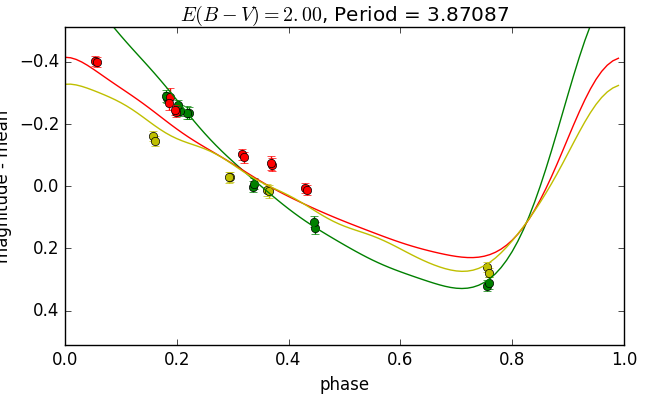 E(B − V) = 2.00, Period = 3.87087
magnitude - mean
−0.4
−0.2
0.0
0.2
0.4
0.0 0.2 0.4 0.6 0.8 1.0
phase